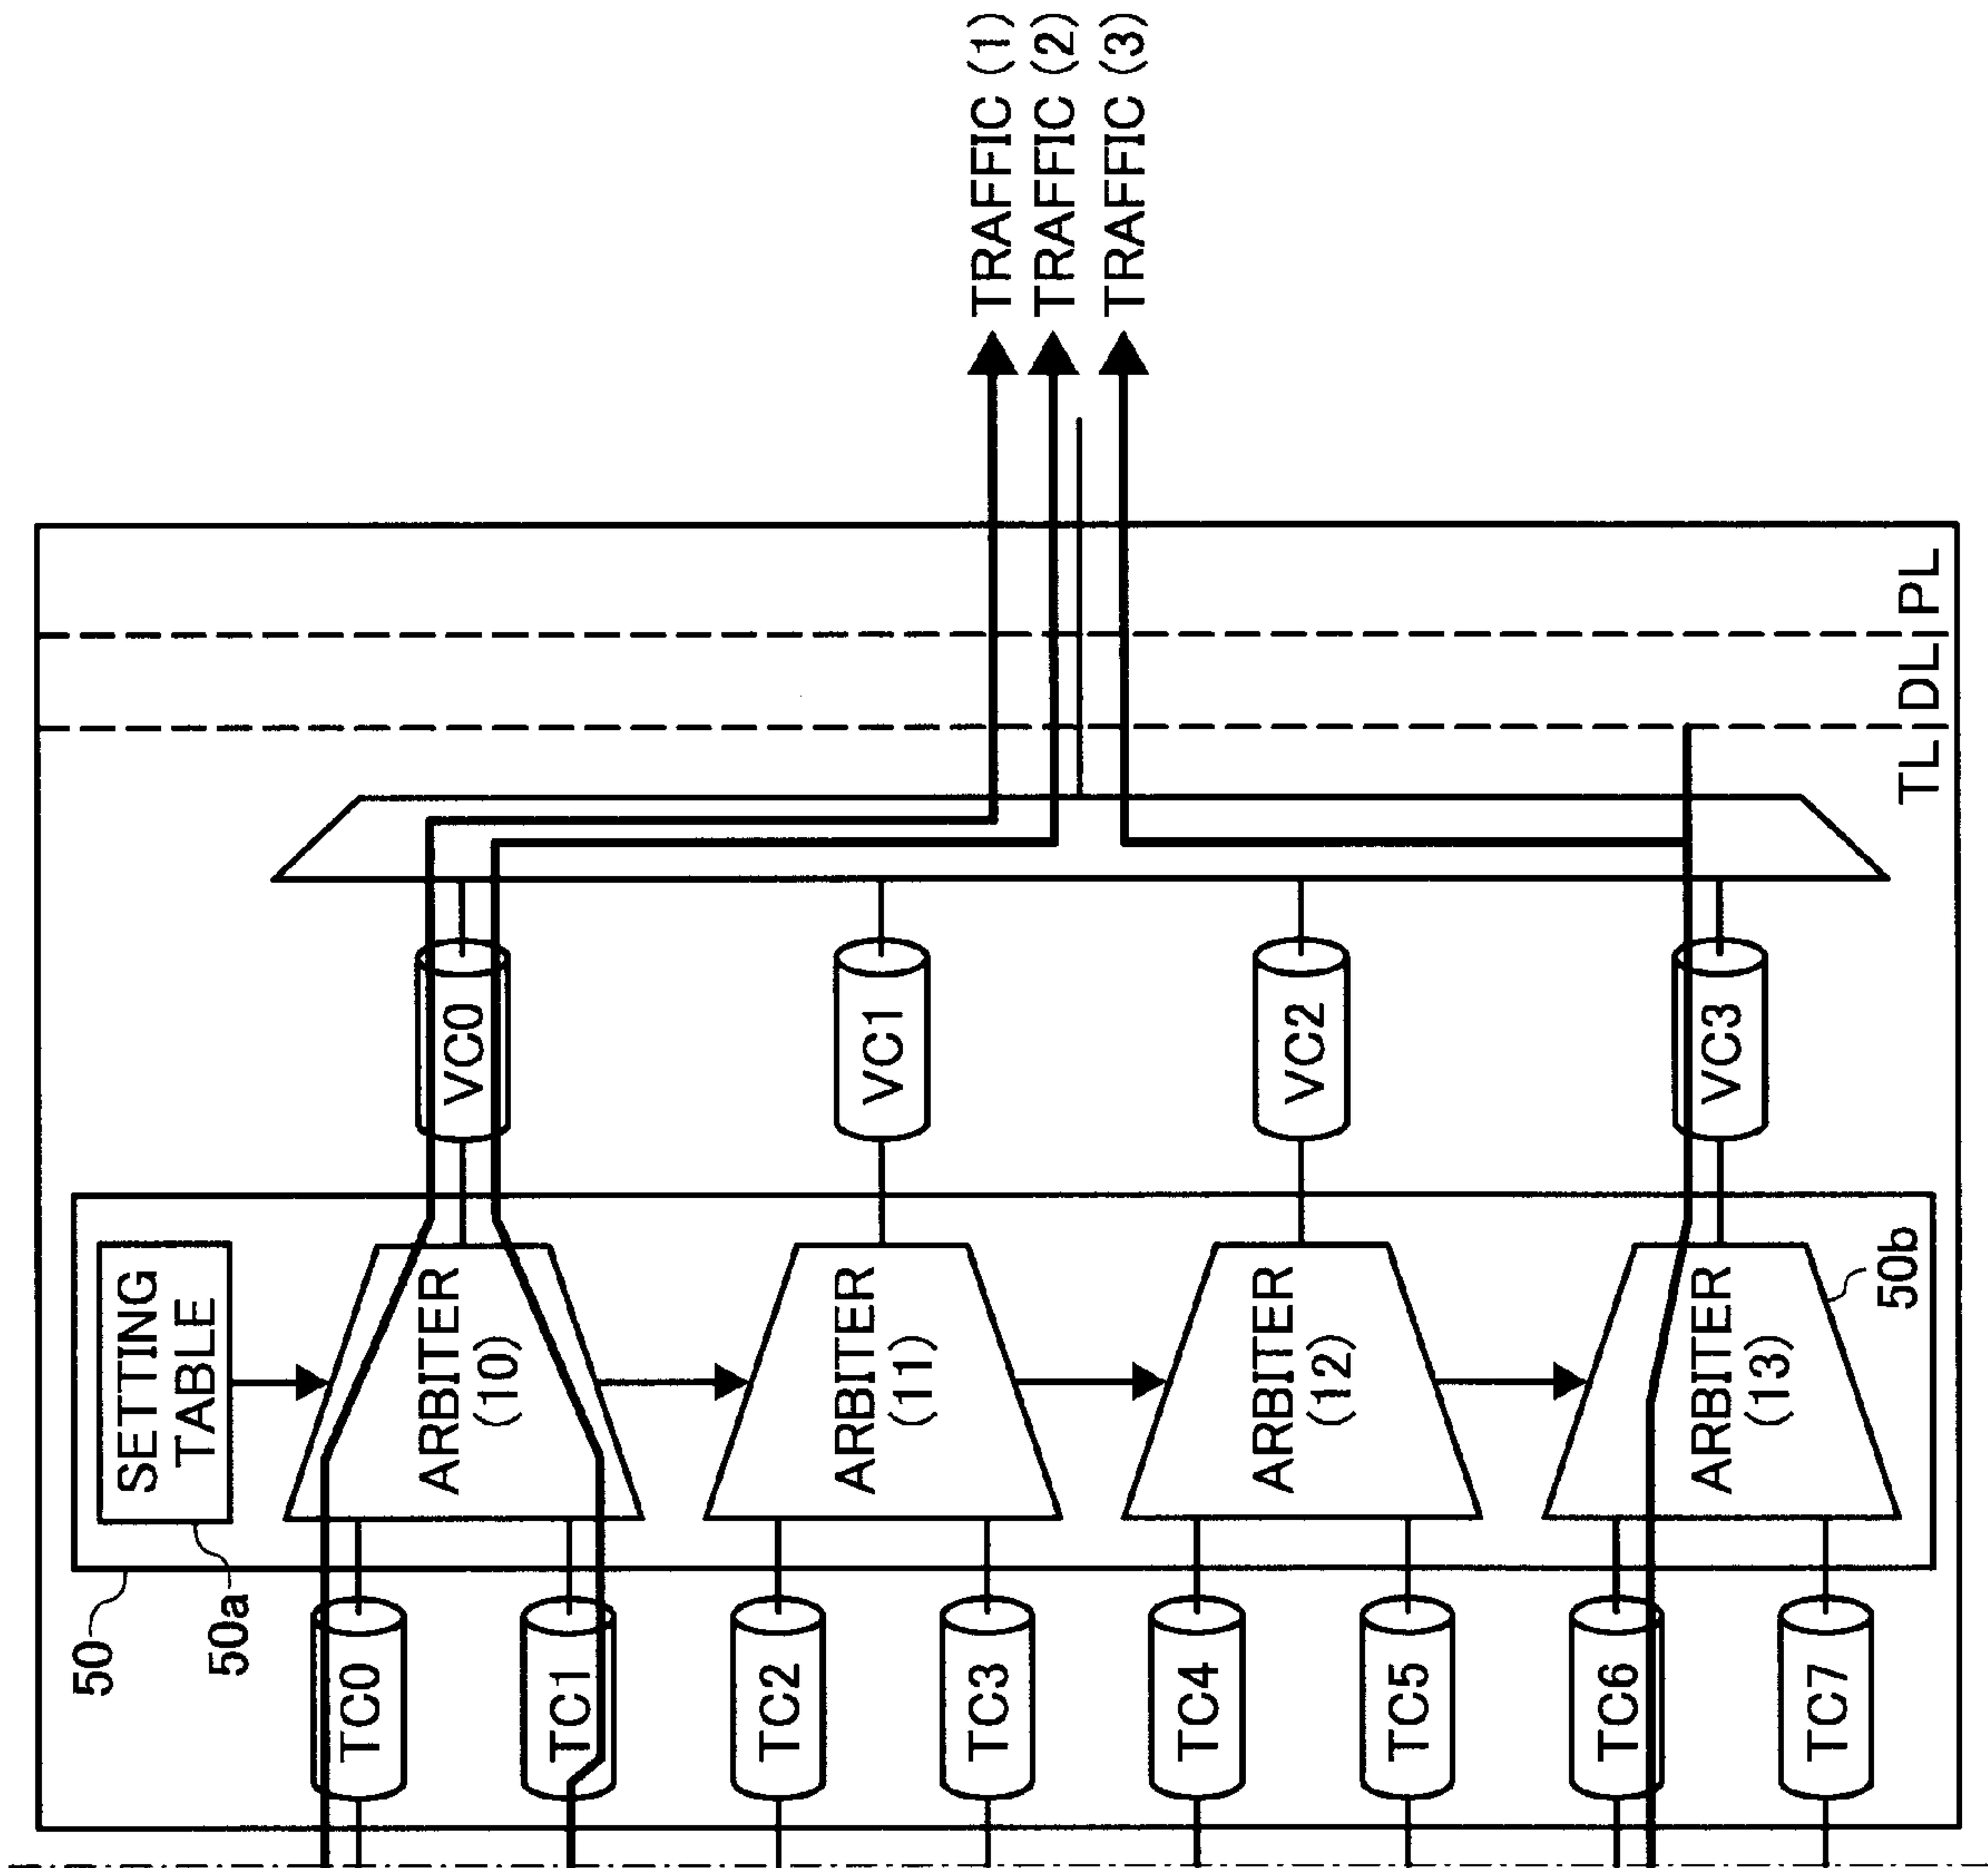 TRAFFIC (1)
TRAFFIC (2)
TRAFFIC (3)
TL
DL
PL
VC0
VC1
VC2
VC3
SETTING
TABLE
ARBITER
(10)
ARBITER
(11)
ARBITER
(12)
ARBITER
(13)
50b
50
50a
TC0
TC1
TC2
TC3
TC4
TC5
TC6
TC7